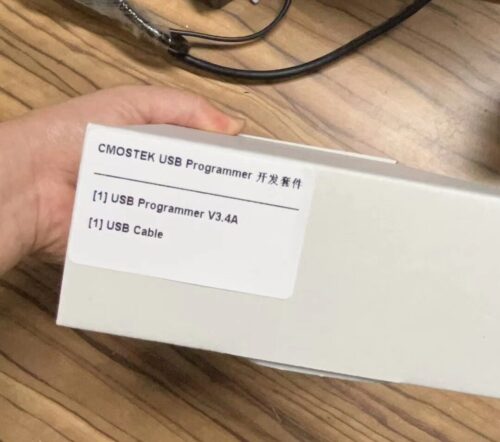 CMOSTEK USB Programmer 开发套件
[1] USB Programmer V3.4A
[1] USB Cable